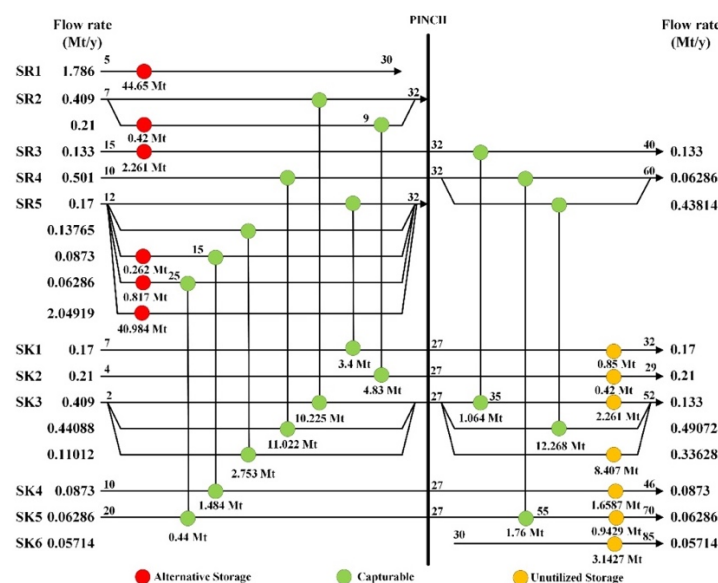 PINCH
Flow rate
(Mt/y)
Flow rate
(Mt/y)
SR1 1.786 5 30
44.65 Mt
SR2 0.409 7 32
0.21 9
0.42 Mt
SR3 0.133 15 32 40 0.133
2.261 Mt
SR4 0.501 10 32 60 0.06286
SR5 0.17 12 32 0.43814
0.13765
0.0873 15
0.262 Mt
0.06286 25
0.817 Mt
2.04919
40.984 Mt
SK1 0.17 7 27 32 0.17
3.4 Mt 0.85 Mt
SK2 0.21 4 27 29 0.21
4.83 Mt 0.42 Mt
SK3 0.409 2 27 35 52 0.133
10.225 Mt 1.064 Mt 2.261 Mt
0.44088 0.49072
11.022 Mt 12.268 Mt
0.11012 0.33628
2.753 Mt 8.407 Mt
SK4 0.0873 10 27 46 0.0873
1.484 Mt 1.6587 Mt
SK5 0.06286 20 27 55 70 0.06286
0.44 Mt 1.76 Mt 0.9429 Mt
SK6 0.05714 30 85 0.05714
3.1427 Mt
Alternative Storage Capturable Unutilized Storage